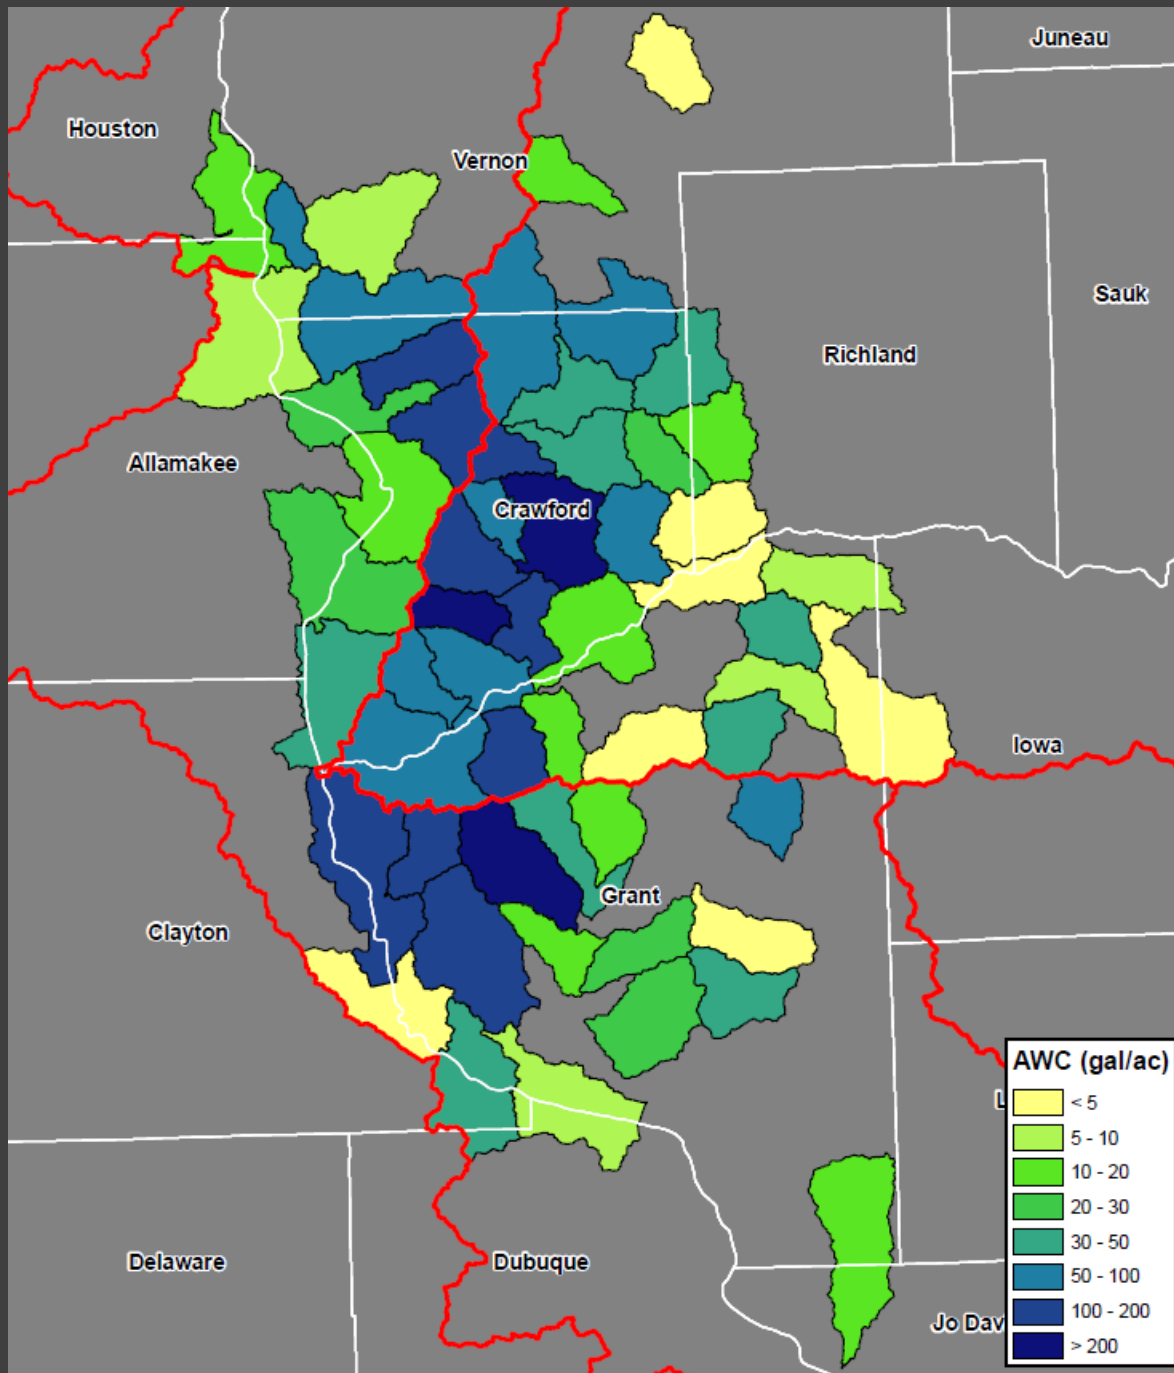 Juneau
Houston
Vernon
Sauk
Richland
Allamakee
Crawford
Iowa
Grant
Clayton
AWC (gal/ac)
L
< 5
5 - 10
10 - 20
20 - 30
30 - 50
50 - 100
100 - 200
> 200
Delaware
Dubuque
Jo Dav